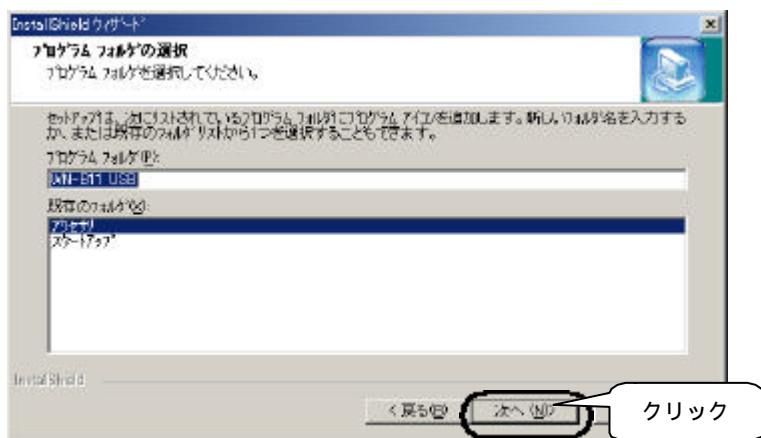 InstallShield ウィザード
プログラム フォルダの選択
プログラム フォルダを選択してください。
セットアップは、次にリストされているプログラム フォルダにプログラム アイコンを追加します。新しいフォルダ名を入力する
か、または既存のフォルダ リストから1つを選択することもできます。
プログラム フォルダ(P):
WN-B11 USB
既存のフォルダ(X):
アクセサリ
スタートアップ
InstallShield
< 戻る(B)
次へ (N)>
クリック